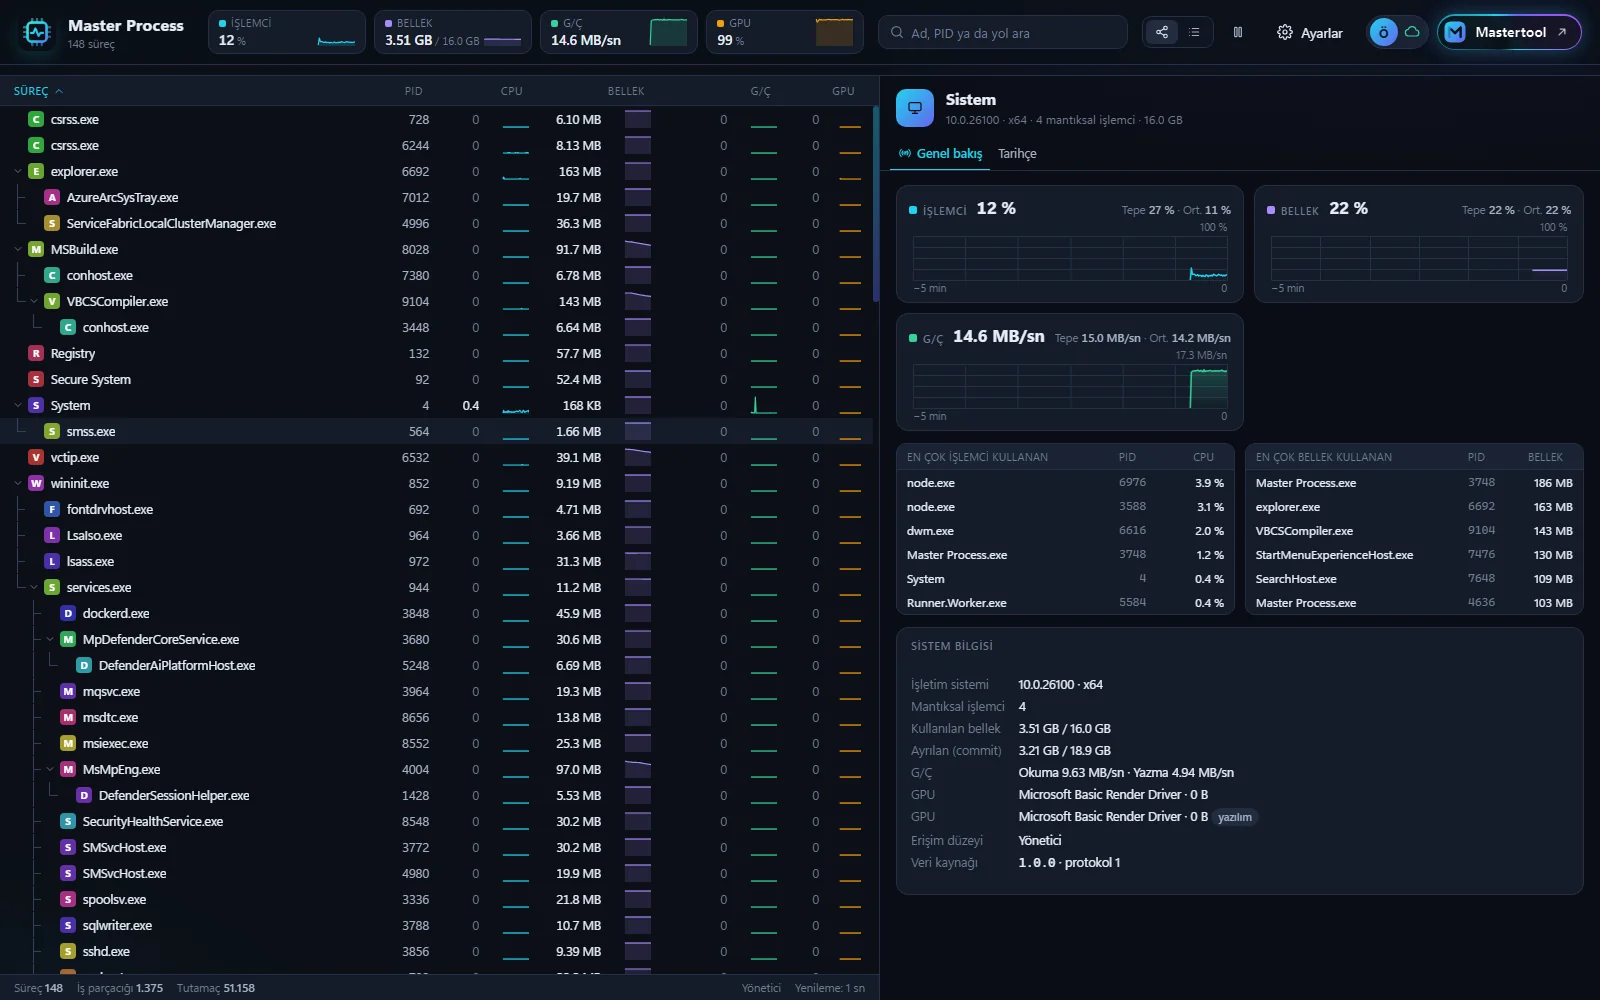 Master Process
148 süreç
İŞLEMCİ
12 %
BELLEK
3.51 GB / 16.0 GB
G/Ç
14.6 MB/sn
GPU
99 %
Ad, PID ya da yol ara
Ayarlar
ö
Mastertool ↗
SÜREÇ PID CPU BELLEK G/Ç GPU
C csrss.exe 728 0 6.10 MB 0 0
C csrss.exe 6244 0 8.13 MB 0 0
E explorer.exe 6692 0 163 MB 0 0
A AzureArcSysTray.exe 7012 0 19.7 MB 0 0
S ServiceFabricLocalClusterManager.exe 4996 0 36.3 MB 0 0
M MSBuild.exe 8028 0 91.7 MB 0 0
C conhost.exe 7380 0 6.78 MB 0 0
V VBCSCompiler.exe 9104 0 143 MB 0 0
C conhost.exe 3448 0 6.64 MB 0 0
R Registry 132 0 57.7 MB 0 0
S Secure System 92 0 52.4 MB 0 0
S System 4 0.4 168 KB 0 0
S smss.exe 564 0 1.66 MB 0 0
V vctip.exe 6532 0 39.1 MB 0 0
W wininit.exe 852 0 9.19 MB 0 0
F fontdrvhost.exe 692 0 4.71 MB 0 0
L LsaIso.exe 964 0 3.66 MB 0 0
L lsass.exe 972 0 31.3 MB 0 0
S services.exe 944 0 11.2 MB 0 0
D dockerd.exe 3848 0 45.9 MB 0 0
M MpDefenderCoreService.exe 3680 0 30.6 MB 0 0
D DefenderAiPlatformHost.exe 5248 0 6.69 MB 0 0
M mqsvc.exe 3964 0 19.3 MB 0 0
M msdtc.exe 8656 0 13.8 MB 0 0
M msiexec.exe 8552 0 25.3 MB 0 0
M MsMpEng.exe 4004 0 97.0 MB 0 0
D DefenderSessionHelper.exe 1428 0 5.53 MB 0 0
S SecurityHealthService.exe 8548 0 30.2 MB 0 0
S SMSvcHost.exe 3772 0 30.2 MB 0 0
S SMSvcHost.exe 4980 0 19.9 MB 0 0
S spoolsv.exe 3336 0 21.8 MB 0 0
S sqlwriter.exe 3788 0 10.7 MB 0 0
S sshd.exe 3856 0 9.39 MB 0 0
Süreç 148 İş parçacığı 1.375 Tutamaç 51.158 Yönetici Yenileme: 1 sn
Sistem
10.0.26100 · x64 · 4 mantıksal işlemci · 16.0 GB
Genel bakış Tarihçe
İŞLEMCİ 12 % Tepe 27 % · Ort. 11 %
100 %
−5 min 0
BELLEK 22 % Tepe 22 % · Ort. 22 %
100 %
−5 min 0
G/Ç 14.6 MB/sn Tepe 15.0 MB/sn · Ort. 14.2 MB/sn
17.3 MB/sn
−5 min 0
EN ÇOK İŞLEMCİ KULLANAN PID CPU
node.exe 6976 3.9 %
node.exe 3588 3.1 %
dwm.exe 6616 2.0 %
Master Process.exe 3748 1.2 %
System 4 0.4 %
Runner.Worker.exe 5584 0.4 %
EN ÇOK BELLEK KULLANAN PID BELLEK
Master Process.exe 3748 186 MB
explorer.exe 6692 163 MB
VBCSCompiler.exe 9104 143 MB
StartMenuExperienceHost.exe 7476 130 MB
SearchHost.exe 7648 109 MB
Master Process.exe 4636 103 MB
SİSTEM BİLGİSİ
İşletim sistemi 10.0.26100 · x64
Mantıksal işlemci 4
Kullanılan bellek 3.51 GB / 16.0 GB
Ayrılan (commit) 3.21 GB / 18.9 GB
G/Ç Okuma 9.63 MB/sn · Yazma 4.94 MB/sn
GPU Microsoft Basic Render Driver · 0 B
GPU Microsoft Basic Render Driver · 0 B yazılım
Erişim düzeyi Yönetici
Veri kaynağı 1.0.0 · protokol 1